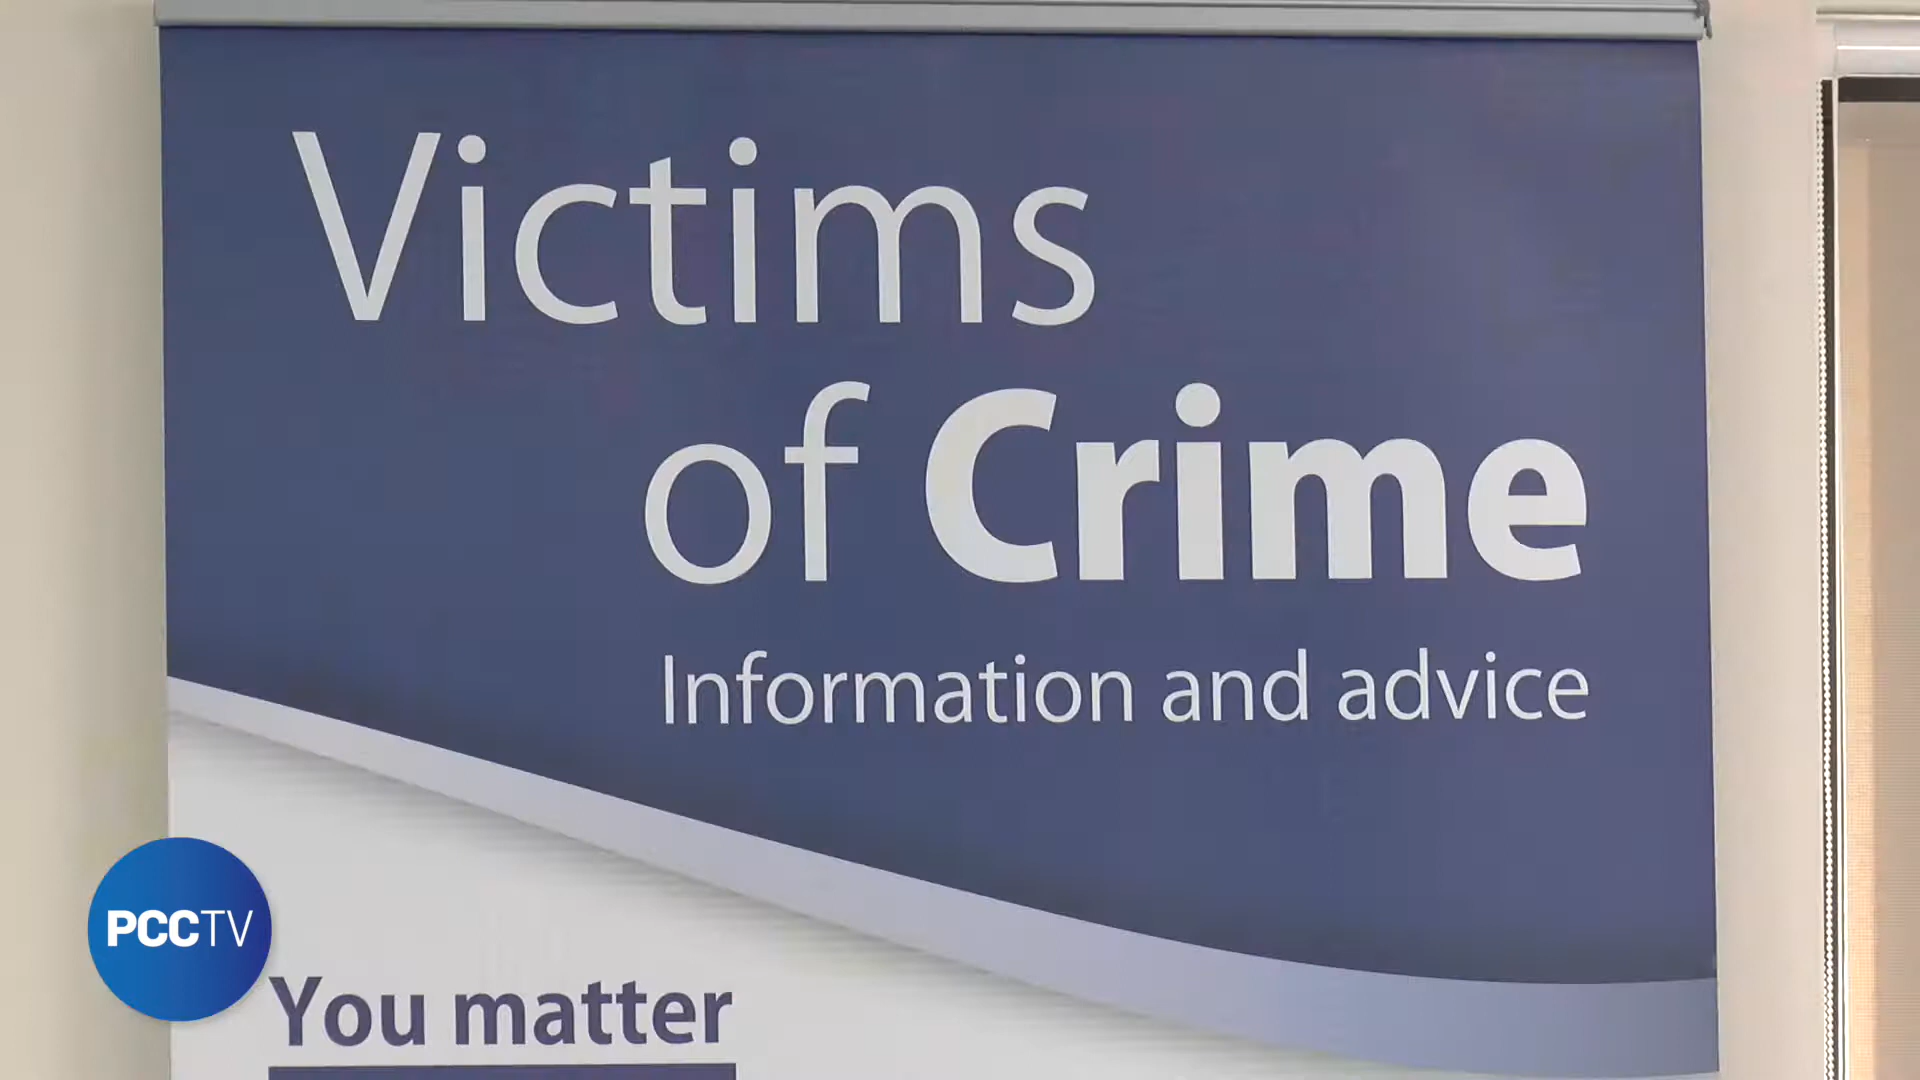 Victims
of Crime
Information and advice
PCCTV
You matter